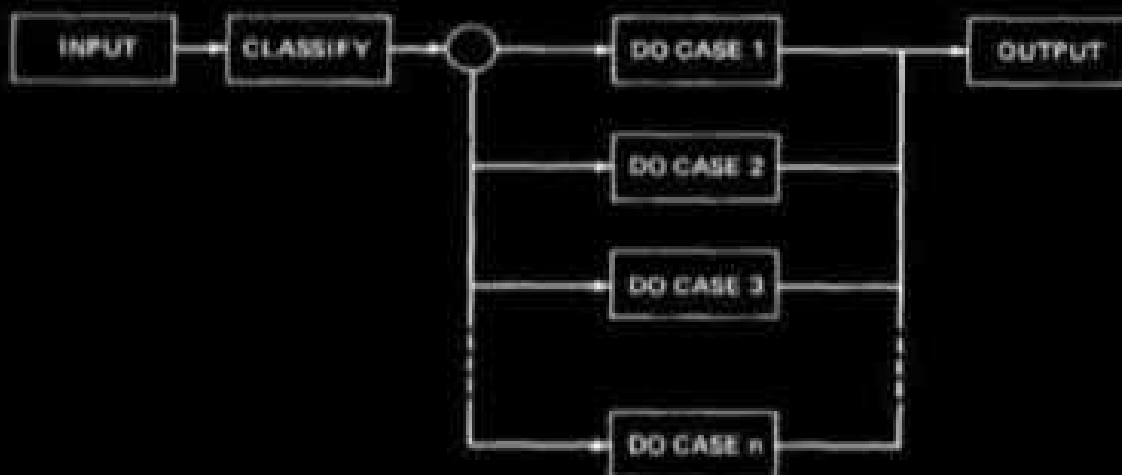 INPUT
CLASSIFY
DO CASE 1
OUTPUT
DO CASE 2
DO CASE 3
DO CASE n